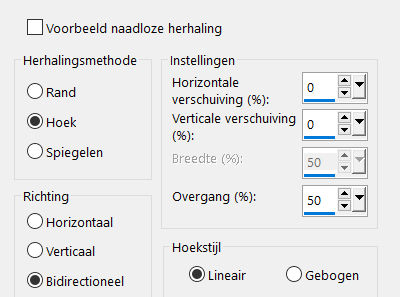 Voorbeeld naadloze herhaling
Herhalingsmethode
Rand
Hoek
Spiegelen
Instellingen
Horizontale
verschuiving (%):
0
Verticale verschuiving
(%):
0
Breedte (%):
50
Overgang (%):
50
Richting
Horizontaal
Verticaal
Bidirectioneel
Hoekstijl
Lineair
Gebogen